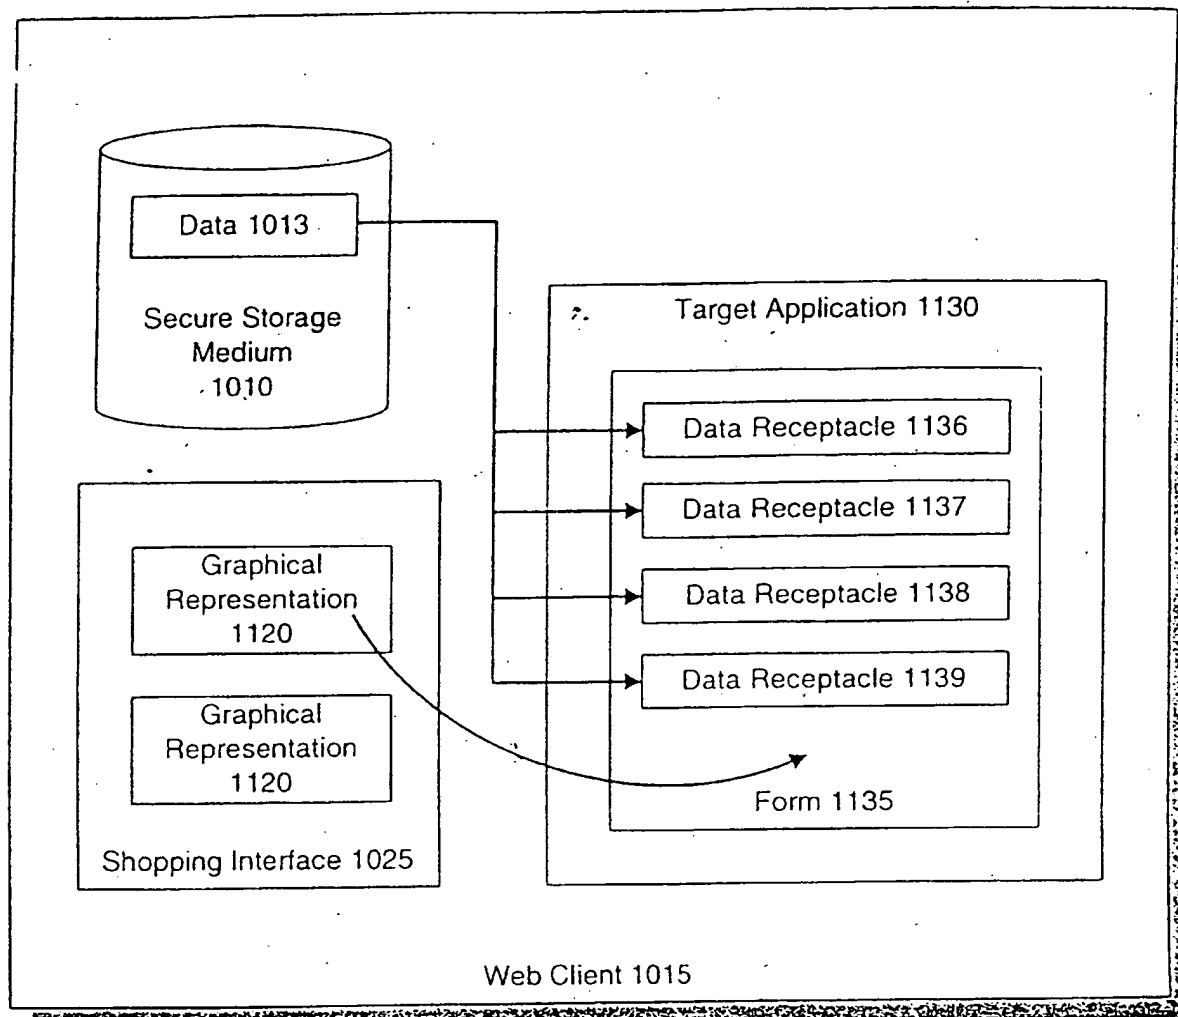 Data 1013
Secure Storage
Medium
1010
Target Application 1130
Data Receptacle 1136
Data Receptacle 1137
Data Receptacle 1138
Data Receptacle 1139
Form 1135
Graphical
Representation
1120
Graphical
Representation
1120
Shopping Interface 1025
Web Client 1015